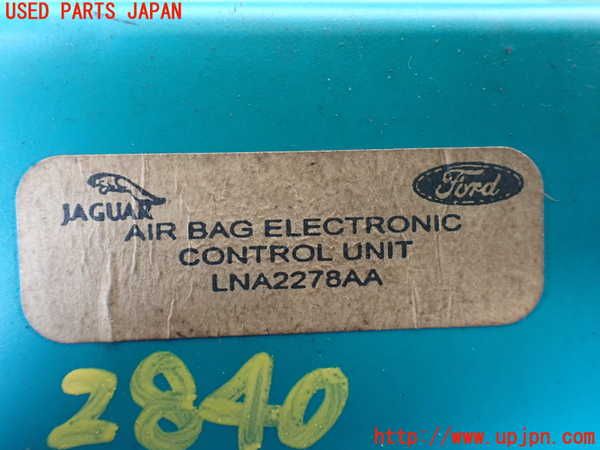 USED PARTS JAPAN
JAGUAR
Ford
AIR BAG ELECTRONIC
CONTROL UNIT
LNA2278AA
2840
http://www.upjpn.com/